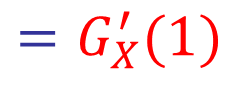 = G'_X(1)